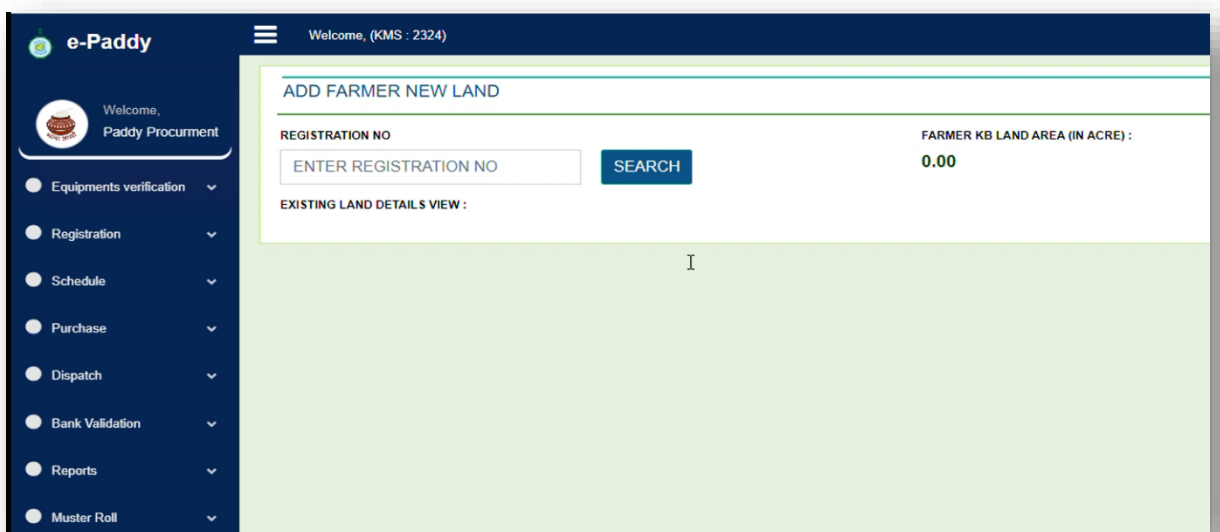 e-Paddy
Welcome, (KMS : 2324)
Welcome,
Paddy Procurment
Equipments verification
Registration
Schedule
Purchase
Dispatch
Bank Validation
Reports
Muster Roll
ADD FARMER NEW LAND
REGISTRATION NO
ENTER REGISTRATION NO
SEARCH
FARMER KB LAND AREA (IN ACRE) :
0.00
EXISTING LAND DETAILS VIEW :